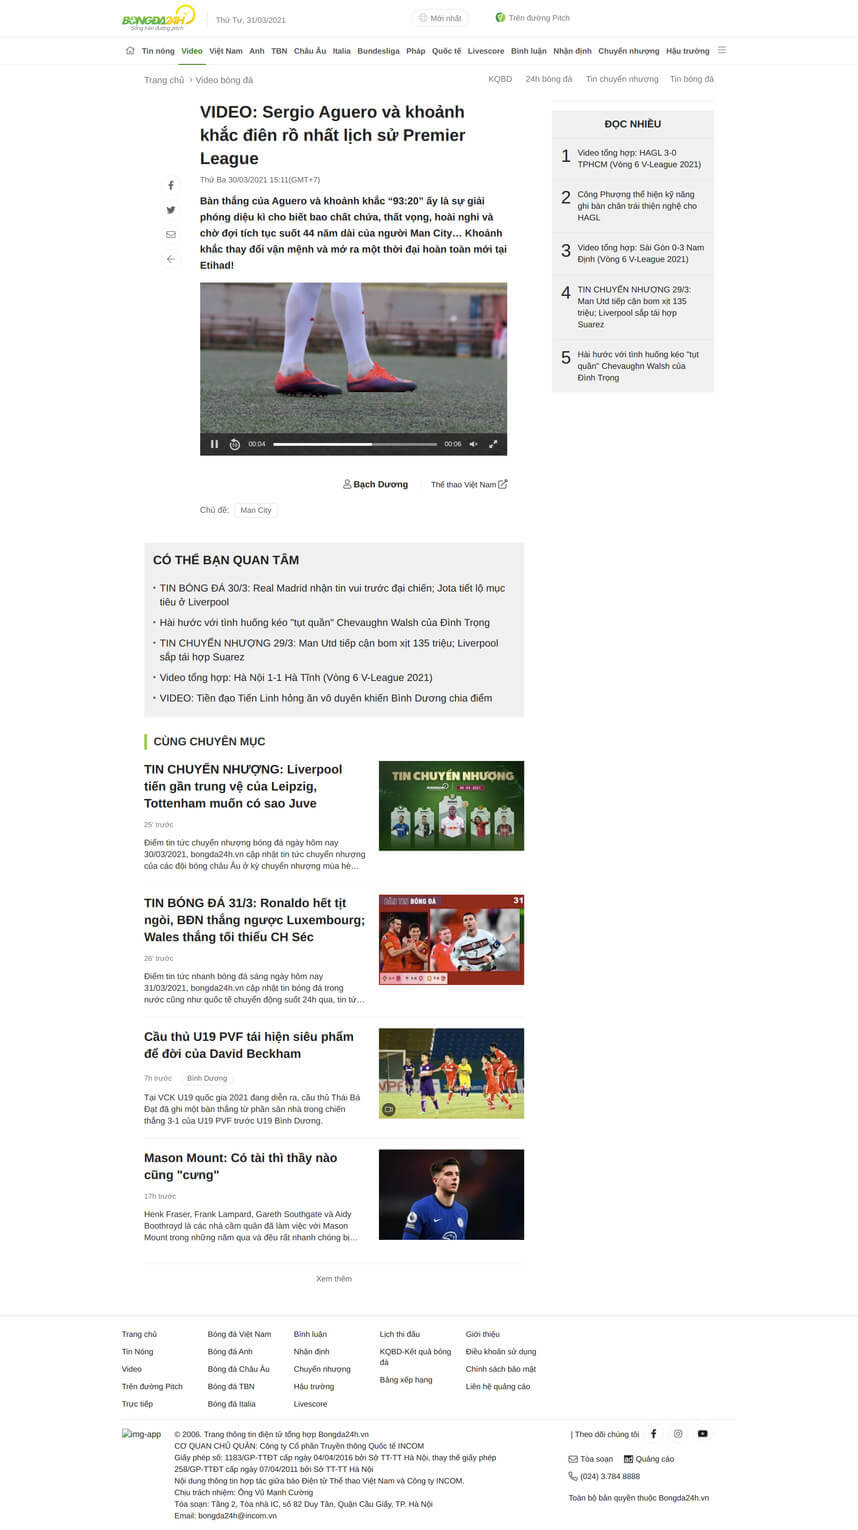 BONGDA24H
Sống trên đường pitch
Thứ Tư, 31/03/2021
Mới nhất
Trên đường Pitch
Tin nóng Video Việt Nam Anh TBN Châu Âu Italia Bundesliga Pháp Quốc tế Livescore Bình luận Nhận định Chuyển nhượng Hậu trường
Trang chủ > Video bóng đá
KQBD 24h bóng đá Tin chuyển nhượng Tin bóng đá
VIDEO: Sergio Aguero và khoảnh
khắc điên rồ nhất lịch sử Premier
League
Thứ Ba 30/03/2021 15:11(GMT+7)
Bàn thắng của Aguero và khoảnh khắc “93:20” ấy là sự giải
phóng diệu kì cho biết bao chất chứa, thất vọng, hoài nghi và
chờ đợi tích tục suốt 44 năm dài của người Man City… Khoảnh
khắc thay đổi vận mệnh và mở ra một thời đại hoàn toàn mới tại
Etihad!
10
00:04
00:06
Bạch Dương
Thể thao Việt Nam
Chủ đề: Man City
ĐỌC NHIỀU
1 Video tổng hợp: HAGL 3-0
TPHCM (Vòng 6 V-League 2021)
2 Công Phượng thể hiện kỹ năng
ghi bàn chân trái thiện nghệ cho
HAGL
3 Video tổng hợp: Sài Gòn 0-3 Nam
Định (Vòng 6 V-League 2021)
4 TIN CHUYỂN NHƯỢNG 29/3:
Man Utd tiếp cận bom xịt 135
triệu; Liverpool sắp tái hợp
Suarez
5 Hài hước với tình huống kéo "tụt
quần" Chevaughn Walsh của
Đình Trọng
CÓ THỂ BẠN QUAN TÂM
• TIN BÓNG ĐÁ 30/3: Real Madrid nhận tin vui trước đại chiến; Jota tiết lộ mục
tiêu ở Liverpool
• Hài hước với tình huống kéo "tụt quần" Chevaughn Walsh của Đình Trọng
• TIN CHUYỂN NHƯỢNG 29/3: Man Utd tiếp cận bom xịt 135 triệu; Liverpool
sắp tái hợp Suarez
• Video tổng hợp: Hà Nội 1-1 Hà Tĩnh (Vòng 6 V-League 2021)
• VIDEO: Tiền đạo Tiến Linh hỏng ăn vô duyên khiến Bình Dương chia điểm
CÙNG CHUYÊN MỤC
TIN CHUYỂN NHƯỢNG: Liverpool
tiến gần trung vệ của Leipzig,
Tottenham muốn có sao Juve
25' trước
Điểm tin tức chuyển nhượng bóng đá ngày hôm nay
30/03/2021, bongda24h.vn cập nhật tin tức chuyển nhượng
của các đội bóng châu Âu ở kỳ chuyển nhượng mùa hè…
TIN CHUYỂN NHƯỢNG
TIN BÓNG ĐÁ 31/3: Ronaldo hết tịt
ngòi, BĐN thắng ngược Luxembourg;
Wales thắng tối thiểu CH Séc
26' trước
Điểm tin tức nhanh bóng đá sáng ngày hôm nay
31/03/2021, bongda24h.vn cập nhật tin bóng đá trong
nước cũng như quốc tế chuyển động suốt 24h qua, tin tứ…
BẢN TIN BÓNG ĐÁ
31
Cầu thủ U19 PVF tái hiện siêu phẩm
để đời của David Beckham
7h trước Bình Dương
Tại VCK U19 quốc gia 2021 đang diễn ra, cầu thủ Thái Bá
Đạt đã ghi một bàn thắng từ phần sân nhà trong chiến
thắng 3-1 của U19 PVF trước U19 Bình Dương.
Mason Mount: Có tài thì thầy nào
cũng "cưng"
17h trước
Henk Fraser, Frank Lampard, Gareth Southgate và Aidy
Boothroyd là các nhà cầm quân đã làm việc với Mason
Mount trong những năm qua và đều rất nhanh chóng bị…
Xem thêm
Trang chủ Bóng đá Việt Nam Bình luận Lịch thi đấu Giới thiệu
Tin Nóng Bóng đá Anh Nhận định KQBD-Kết quả bóng Điều khoản sử dụng
đá
Video Bóng đá Châu Âu Chuyển nhượng Chính sách bảo mật
Bảng xếp hạng
Trên đường Pitch Bóng đá TBN Hậu trường Liên hệ quảng cáo
Trực tiếp Bóng đá Italia Livescore
img-app
© 2006. Trang thông tin điện tử tổng hợp Bongda24h.vn
CƠ QUAN CHỦ QUẢN: Công ty Cổ phần Truyền thông Quốc tế INCOM
Giấy phép số: 1183/GP-TTĐT cấp ngày 04/04/2016 bởi Sở TT-TT Hà Nội, thay thế giấy phép
258/GP-TTĐT cấp ngày 07/04/2011 bởi Sở TT-TT Hà Nội
Nội dung thông tin hợp tác giữa báo Điện tử Thể thao Việt Nam và Công ty INCOM.
Chịu trách nhiệm: Ông Vũ Mạnh Cường
Tòa soạn: Tầng 2, Tòa nhà IC, số 82 Duy Tân, Quận Cầu Giấy, TP. Hà Nội
Email: bongda24h@incom.vn
| Theo dõi chúng tôi
Tòa soạn Quảng cáo
(024) 3.784 8888
Toàn bộ bản quyền thuộc Bongda24h.vn